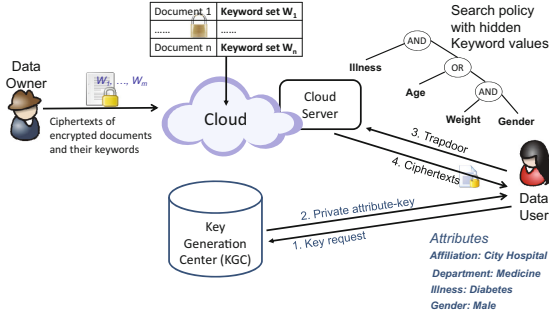 Document 1 Keyword set W1
...... ......
Document n Keyword set Wn
Search policy
with hidden
Keyword values
AND
OR
AND
Illness
Age
Weight
Gender
Data
Owner
W1, ..., Wm
Ciphertexts of
encrypted documents
and their keywords
Cloud
Cloud
Server
3. Trapdoor
4. Ciphertexts
Data
User
2. Private attribute-key
1. Key request
Key
Generation
Center (KGC)
Attributes
Affiliation: City Hospital
Department: Medicine
Illness: Diabetes
Gender: Male